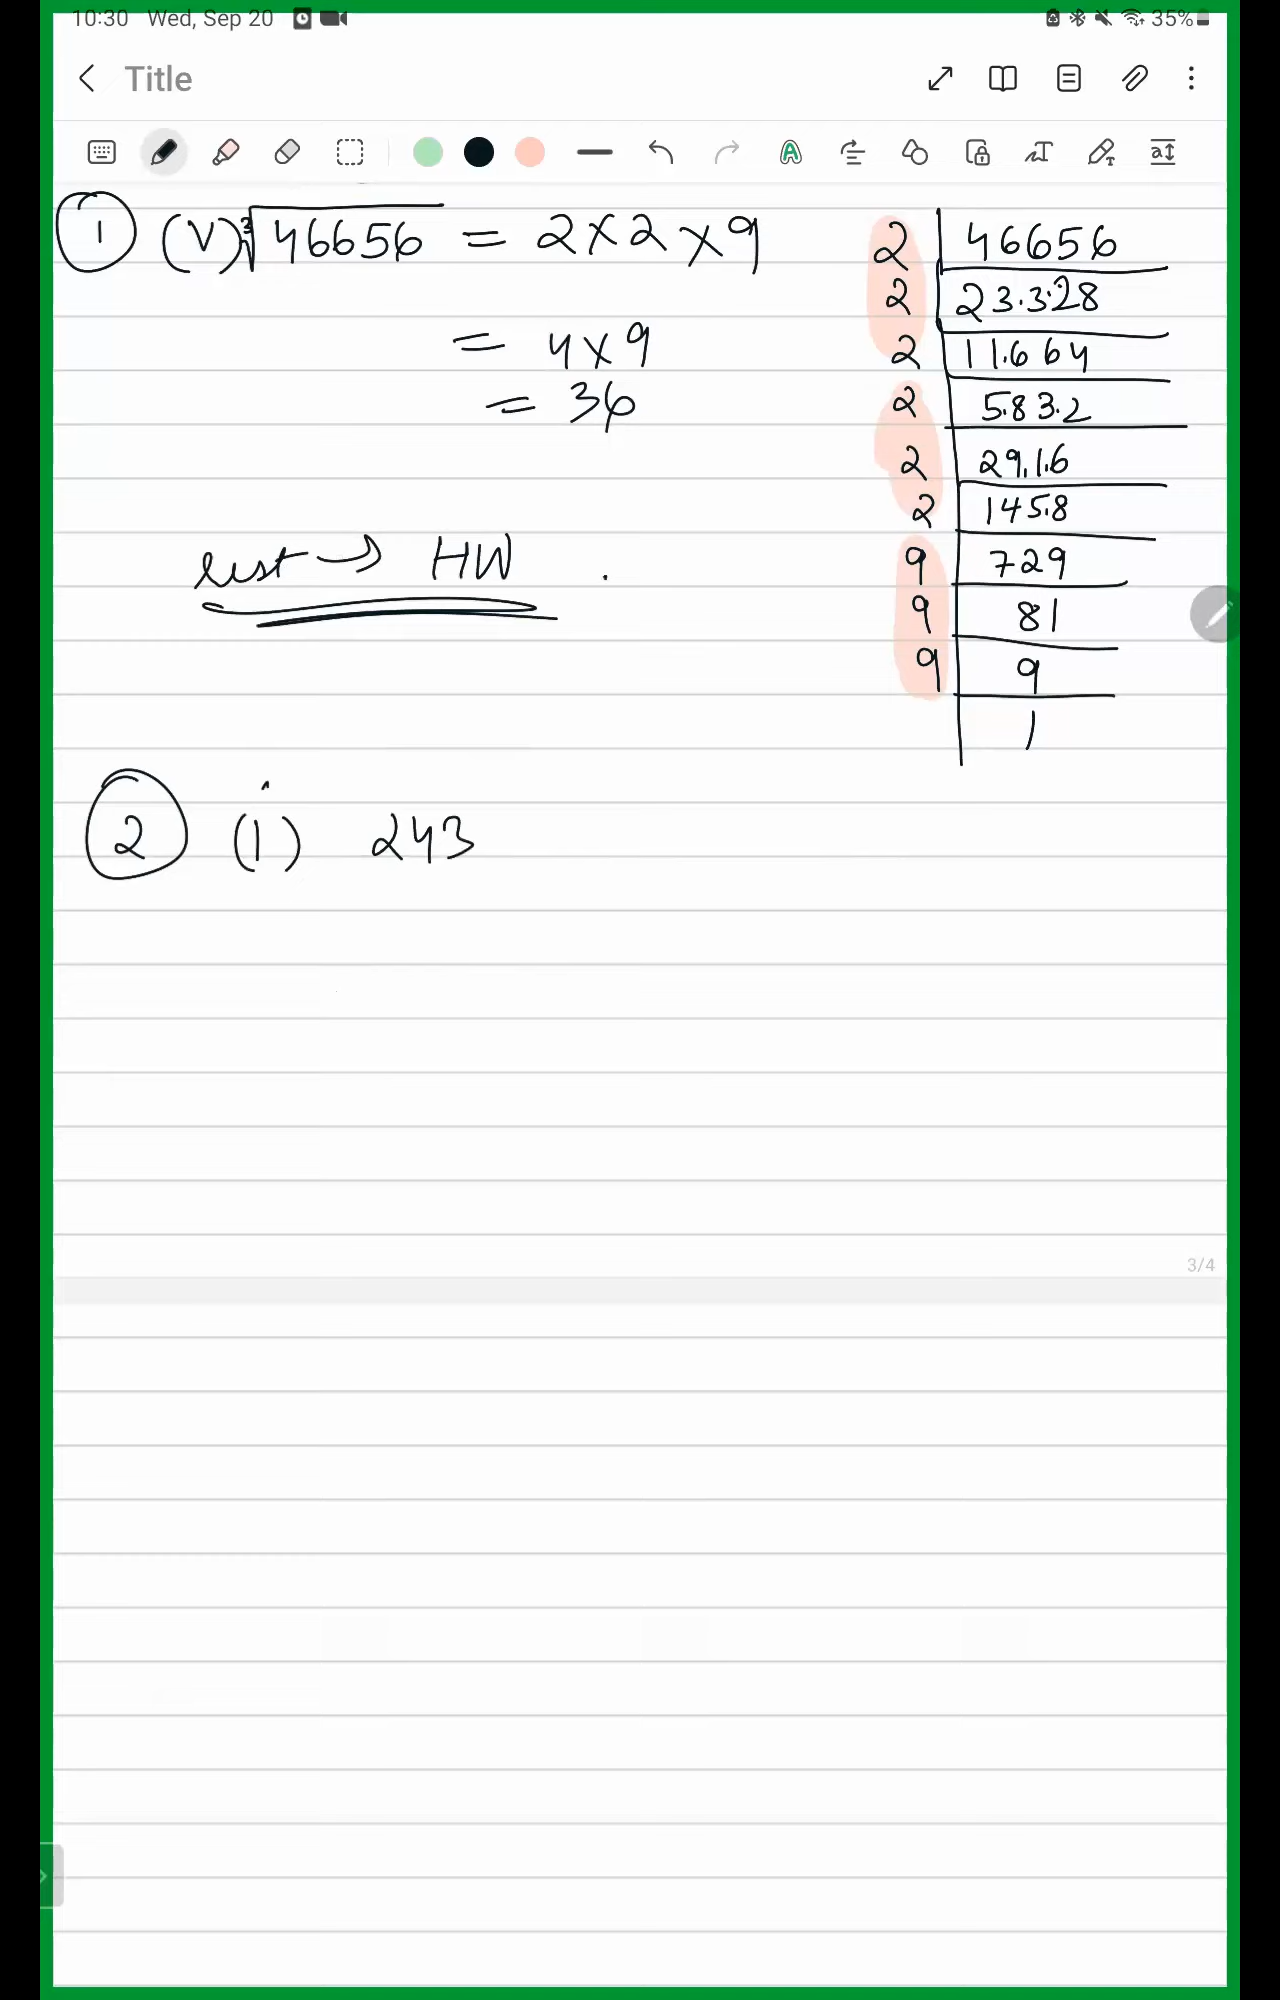 10:30 Wed, Sep 20 35%
Title
1 (V) ∛46656 = 2×2×9
= 4×9
= 36
2 46656
2 23328
2 11664
2 5832
2 2916
2 1458
9 729
9 81
9 9
1
rest → HW .
2 (i) 243
3/4